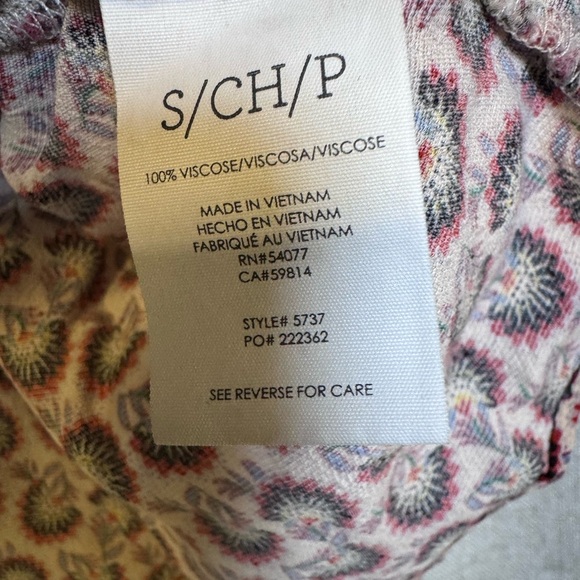 S/CH/P
100% VISCOSE/VISCOSA/VISCOSE
MADE IN VIETNAM
HECHO EN VIETNAM
FABRIQUÉ AU VIETNAM
RN#54077
CA#59814
STYLE# 5737
PO# 222362
SEE REVERSE FOR CARE